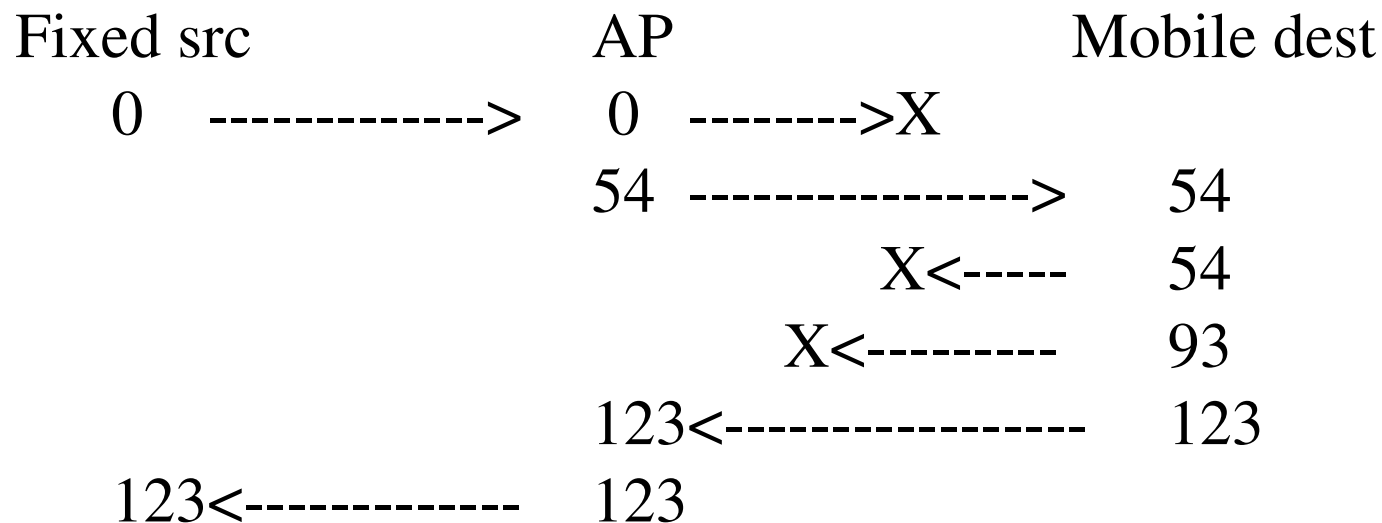 Fixed src AP Mobile dest
0 -------------> 0 -------->X
54 ----------------> 54
X<----- 54
X<--------- 93
123<----------------- 123
123<------------- 123